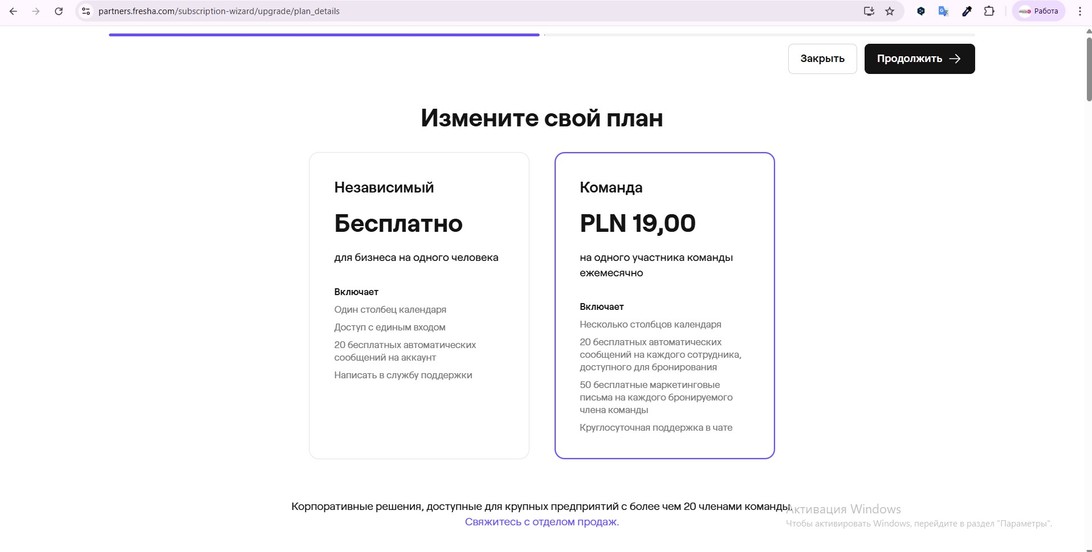 partners.fresha.com/subscription-wizard/upgrade/plan_details
Работа
Закрыть
Продолжить
Измените свой план
Независимый
Бесплатно
для бизнеса на одного человека
Включает
Один столбец календаря
Доступ с единым входом
20 бесплатных автоматических
сообщений на аккаунт
Написать в службу поддержки
Команда
PLN 19,00
на одного участника команды
ежемесячно
Включает
Несколько столбцов календаря
20 бесплатных автоматических
сообщений на каждого сотрудника,
доступного для бронирования
50 бесплатные маркетинговые
письма на каждого бронируемого
члена команды
Круглосуточная поддержка в чате
Корпоративные решения, доступные для крупных предприятий с более чем 20 членами команды.
Свяжитесь с отделом продаж.
Активация Windows
Чтобы активировать Windows, перейдите в раздел "Параметры".